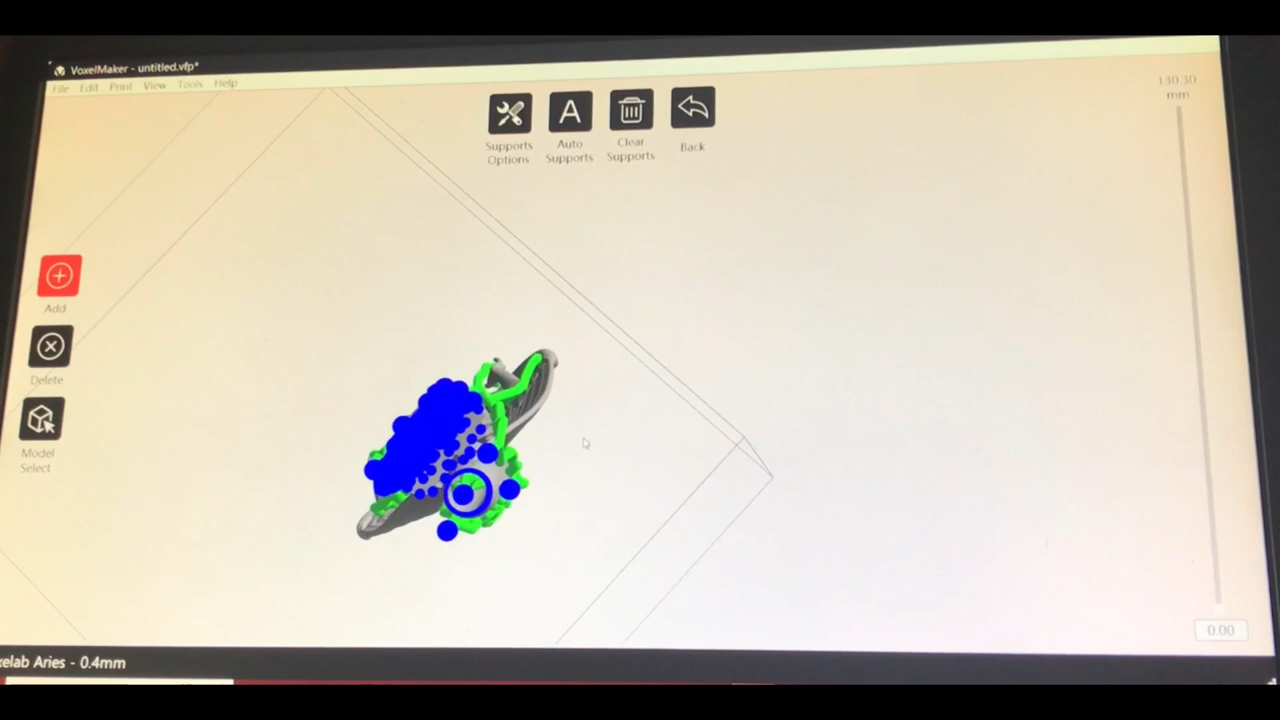 VoxelMaker - untitled.vfp*
File Edit Print View Tools Help
130.30
mm
Supports
Options
A
Auto
Supports
Clear
Supports
Back
Add
Delete
Model
Select
0.00
xelab Aries - 0.4mm